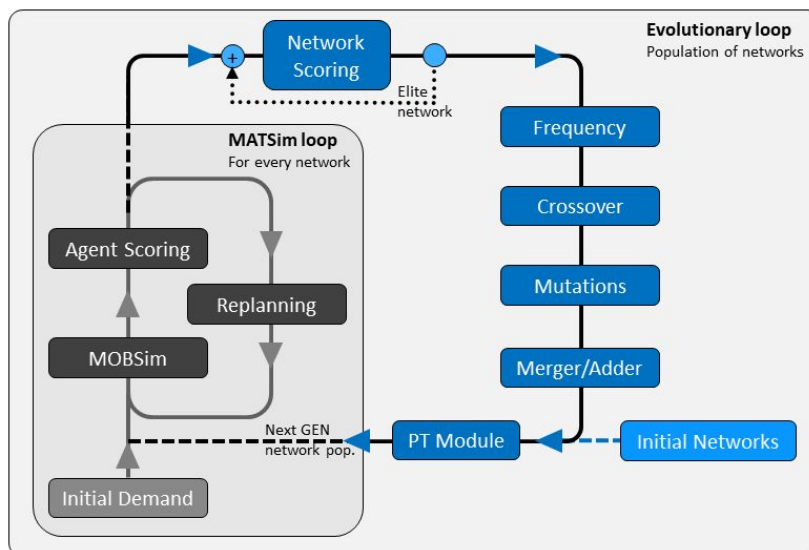 Evolutionary loop
Population of networks
Network
Scoring
+
Elite
network
Frequency
MATSim loop
For every network
Crossover
Agent Scoring
Mutations
Replanning
MOBSim
Merger/Adder
Next GEN
network pop.
PT Module
Initial Networks
Initial Demand